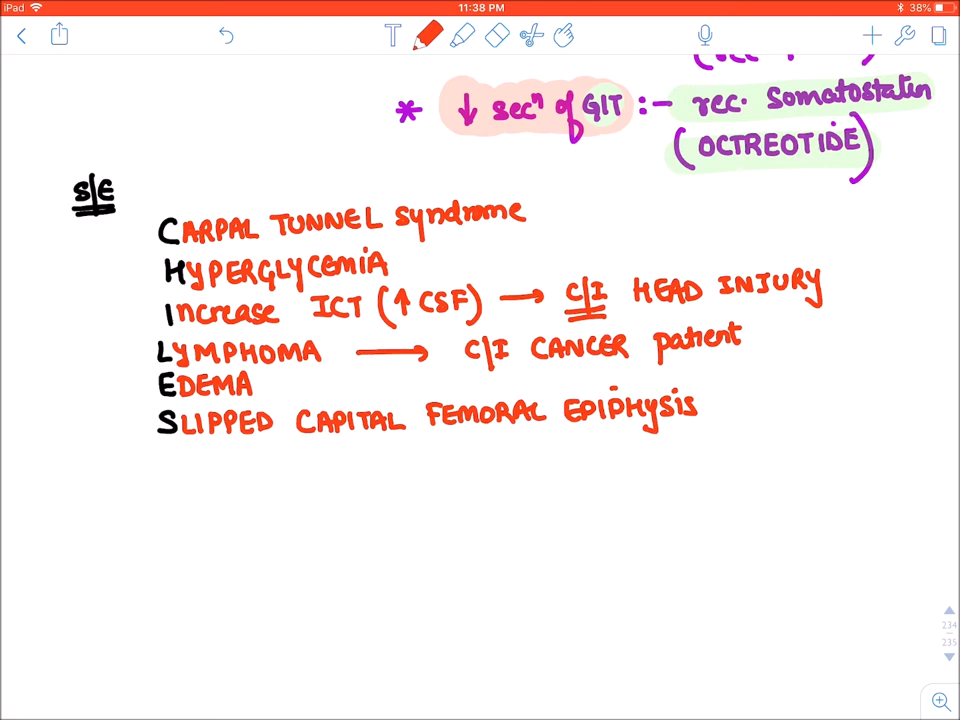 iPad 11:38 PM 38%
T
* ↓ secⁿ of GIT :- rec. Somatostatin
(OCTREOTIDE)
S/E
CARPAL TUNNEL Syndrome
HYPERGLYCEMIA
Increase ICT (↑ CSF) → C/I HEAD INJURY
LYMPHOMA → C/I CANCER patient
EDEMA
SLIPPED CAPITAL FEMORAL EPIPHYSIS
234
235